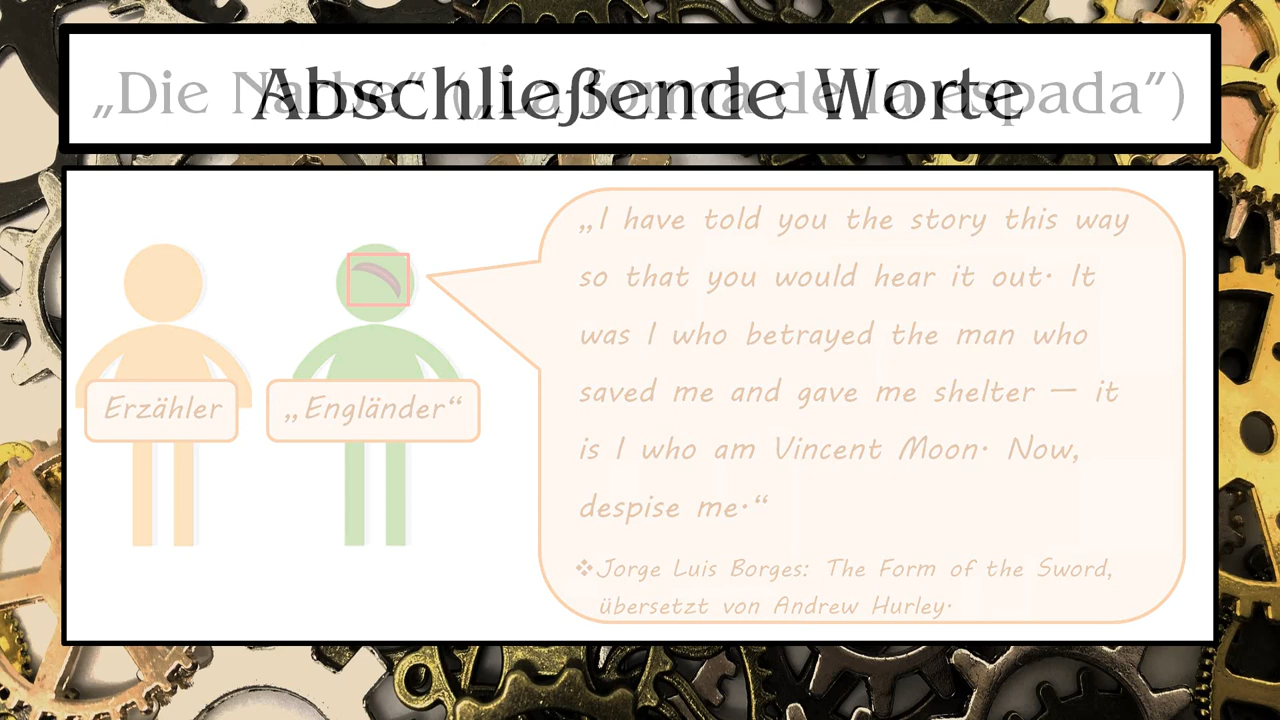 „Die Narbe“ („La forma de la espada”)
Abschließende Worte
„I have told you the story this way
so that you would hear it out. It
was I who betrayed the man who
saved me and gave me shelter — it
is I who am Vincent Moon. Now,
despise me.“
❖Jorge Luis Borges: The Form of the Sword,
übersetzt von Andrew Hurley.
Erzähler
„Engländer“